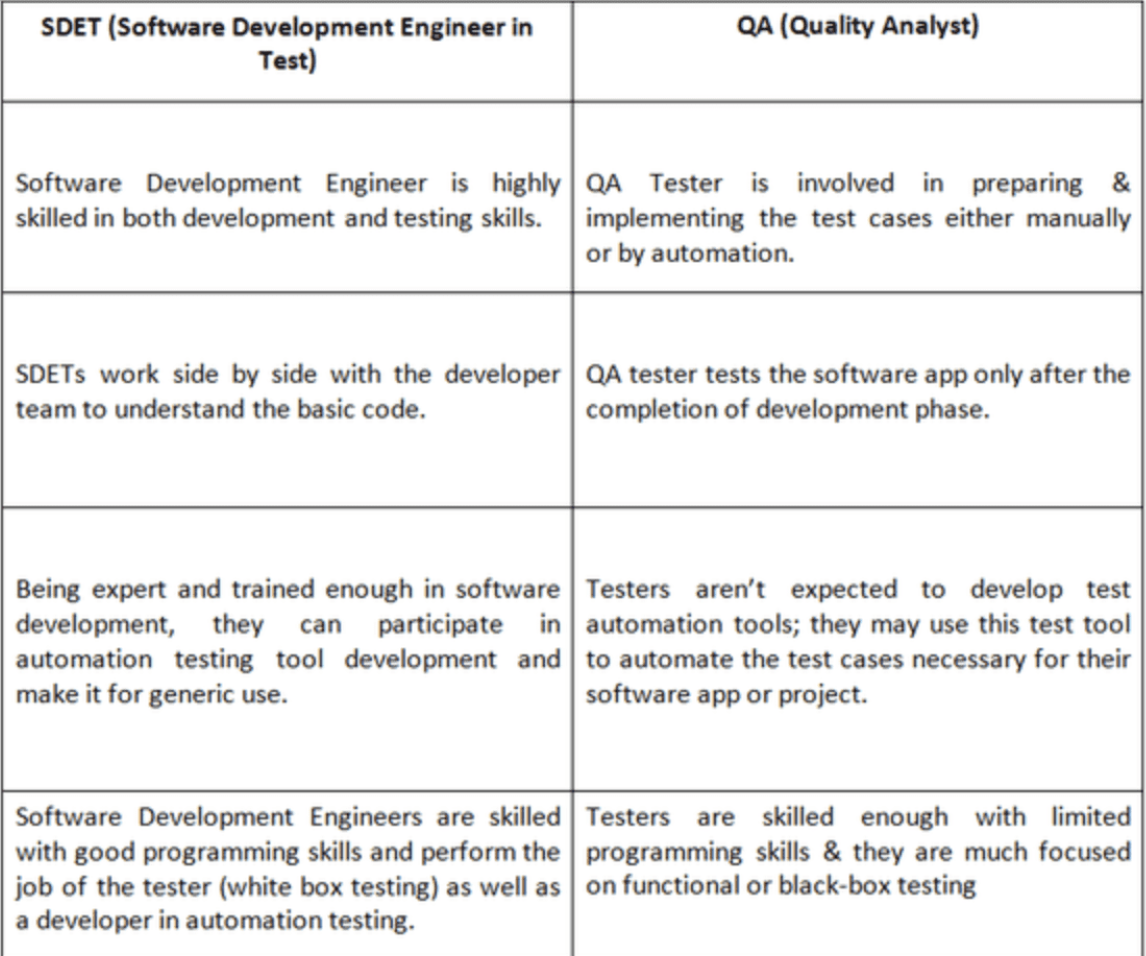 SDET (Software Development Engineer in
Test)
QA (Quality Analyst)
Software Development Engineer is highly
skilled in both development and testing skills.
QA Tester is involved in preparing &
implementing the test cases either manually
or by automation.
SDETs work side by side with the developer
team to understand the basic code.
QA tester tests the software app only after the
completion of development phase.
Being expert and trained enough in software
development, they can participate in
automation testing tool development and
make it for generic use.
Testers aren’t expected to develop test
automation tools; they may use this test tool
to automate the test cases necessary for their
software app or project.
Software Development Engineers are skilled
with good programming skills and perform the
job of the tester (white box testing) as well as
a developer in automation testing.
Testers are skilled enough with limited
programming skills & they are much focused
on functional or black-box testing